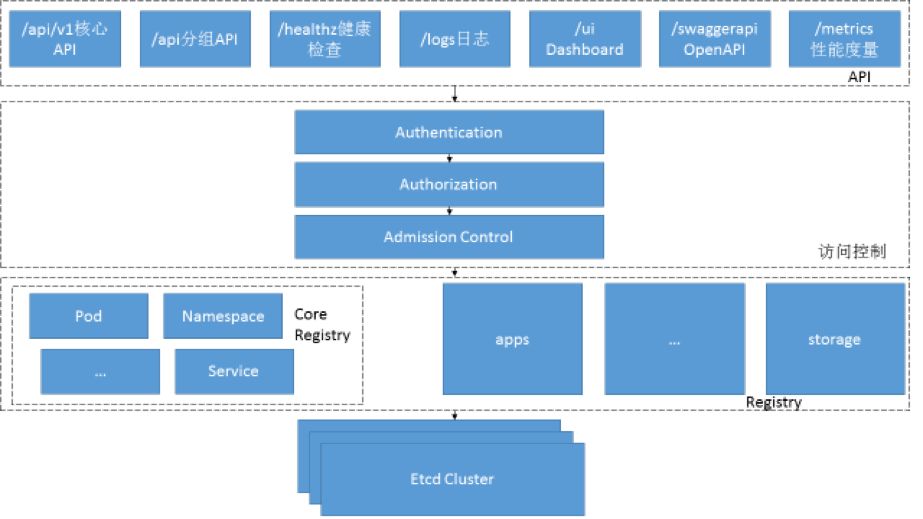 /api/v1核心
API
/api分组API
/healthz健康
检查
/logs日志
/ui
Dashboard
/swaggerapi
OpenAPI
/metrics
性能度量
API
Authentication
Authorization
Admission Control
访问控制
Pod
Namespace
Core
Registry
...
Service
apps
...
storage
Registry
Etcd Cluster